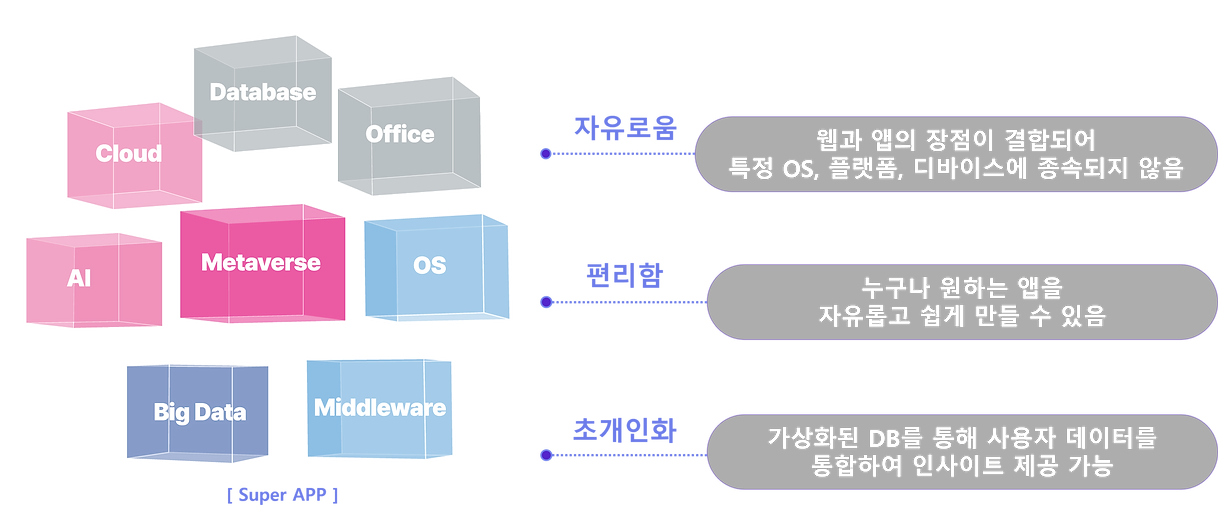 Database
Office
Cloud
Metaverse
OS
AI
Big Data
Middleware
[ Super APP ]
자유로움
웹과 앱의 장점이 결합되어
특정 OS, 플랫폼, 디바이스에 종속되지 않음
편리함
누구나 원하는 앱을
자유롭고 쉽게 만들 수 있음
초개인화
가상화된 DB를 통해 사용자 데이터를
통합하여 인사이트 제공 가능